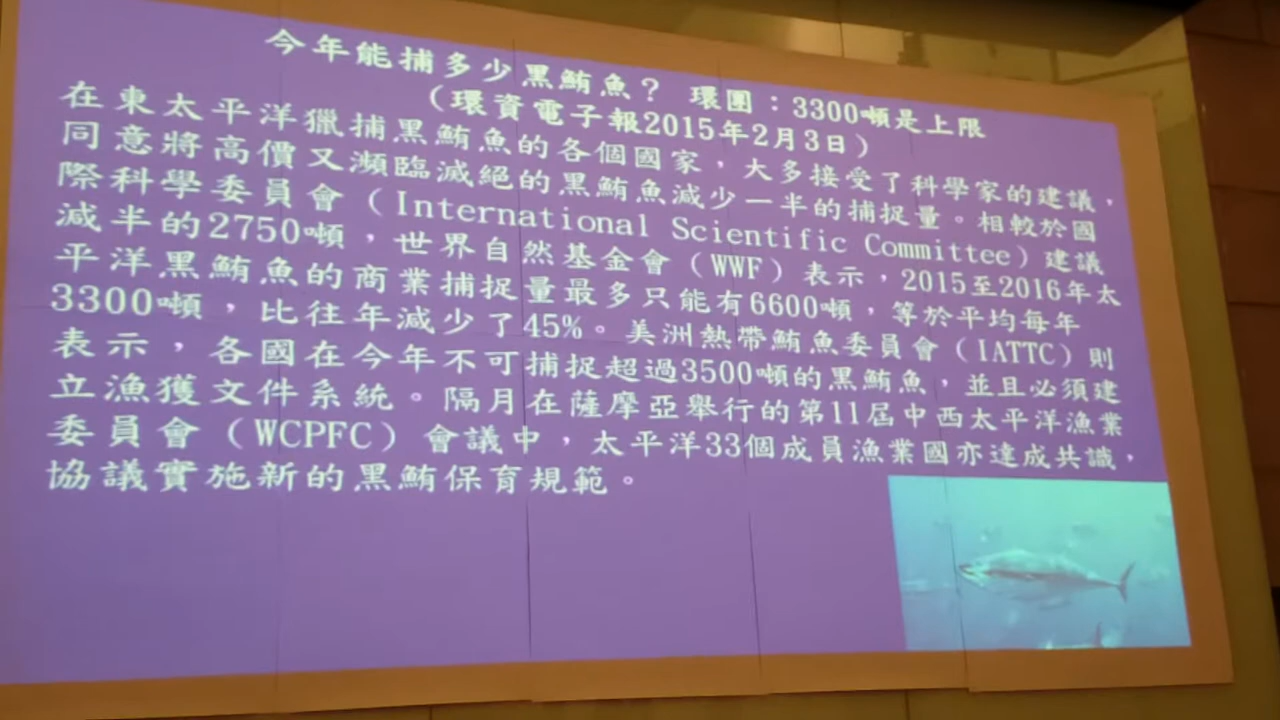 今年能捕多少黑鮪魚？ 環團：3300噸是上限
（環資電子報2015年2月3日）
在東太平洋獵捕黑鮪魚的各個國家，大多接受了科學家的建議，
同意將高價又瀕臨滅絕的黑鮪魚減少一半的捕捉量。相較於國
際科學委員會（International Scientific Committee）建議
減半的2750噸，世界自然基金會（WWF）表示，2015至2016年太
平洋黑鮪魚的商業捕捉量最多只能有6600噸，等於平均每年
3300噸，比往年減少了45%。美洲熱帶鮪魚委員會（IATTC）則
表示，各國在今年不可捕捉超過3500噸的黑鮪魚，並且必須建
立漁獲文件系統。隔月在薩摩亞舉行的第11屆中西太平洋漁業
委員會（WCPFC）會議中，太平洋33個成員漁業國亦達成共識，
協議實施新的黑鮪保育規範。